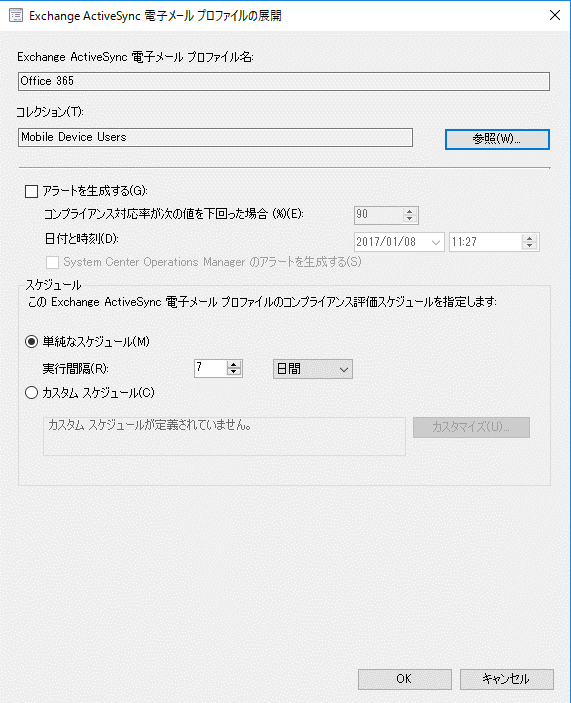 Exchange ActiveSync 電子メール プロファイルの展開
Exchange ActiveSync 電子メール プロファイル名:
Office 365
コレクション(T):
Mobile Device Users
参照(W)...
アラートを生成する(G):
コンプライアンス対応率が次の値を下回った場合 (%)(E):
90
日付と時刻(D):
2017/01/08
11:27
System Center Operations Manager のアラートを生成する(S)
スケジュール
この Exchange ActiveSync 電子メール プロファイルのコンプライアンス評価スケジュールを指定します:
単純なスケジュール(M)
実行間隔(R):
7
日間
カスタム スケジュール(C)
カスタム スケジュールが定義されていません。
カスタマイズ(U)...
OK
キャンセル